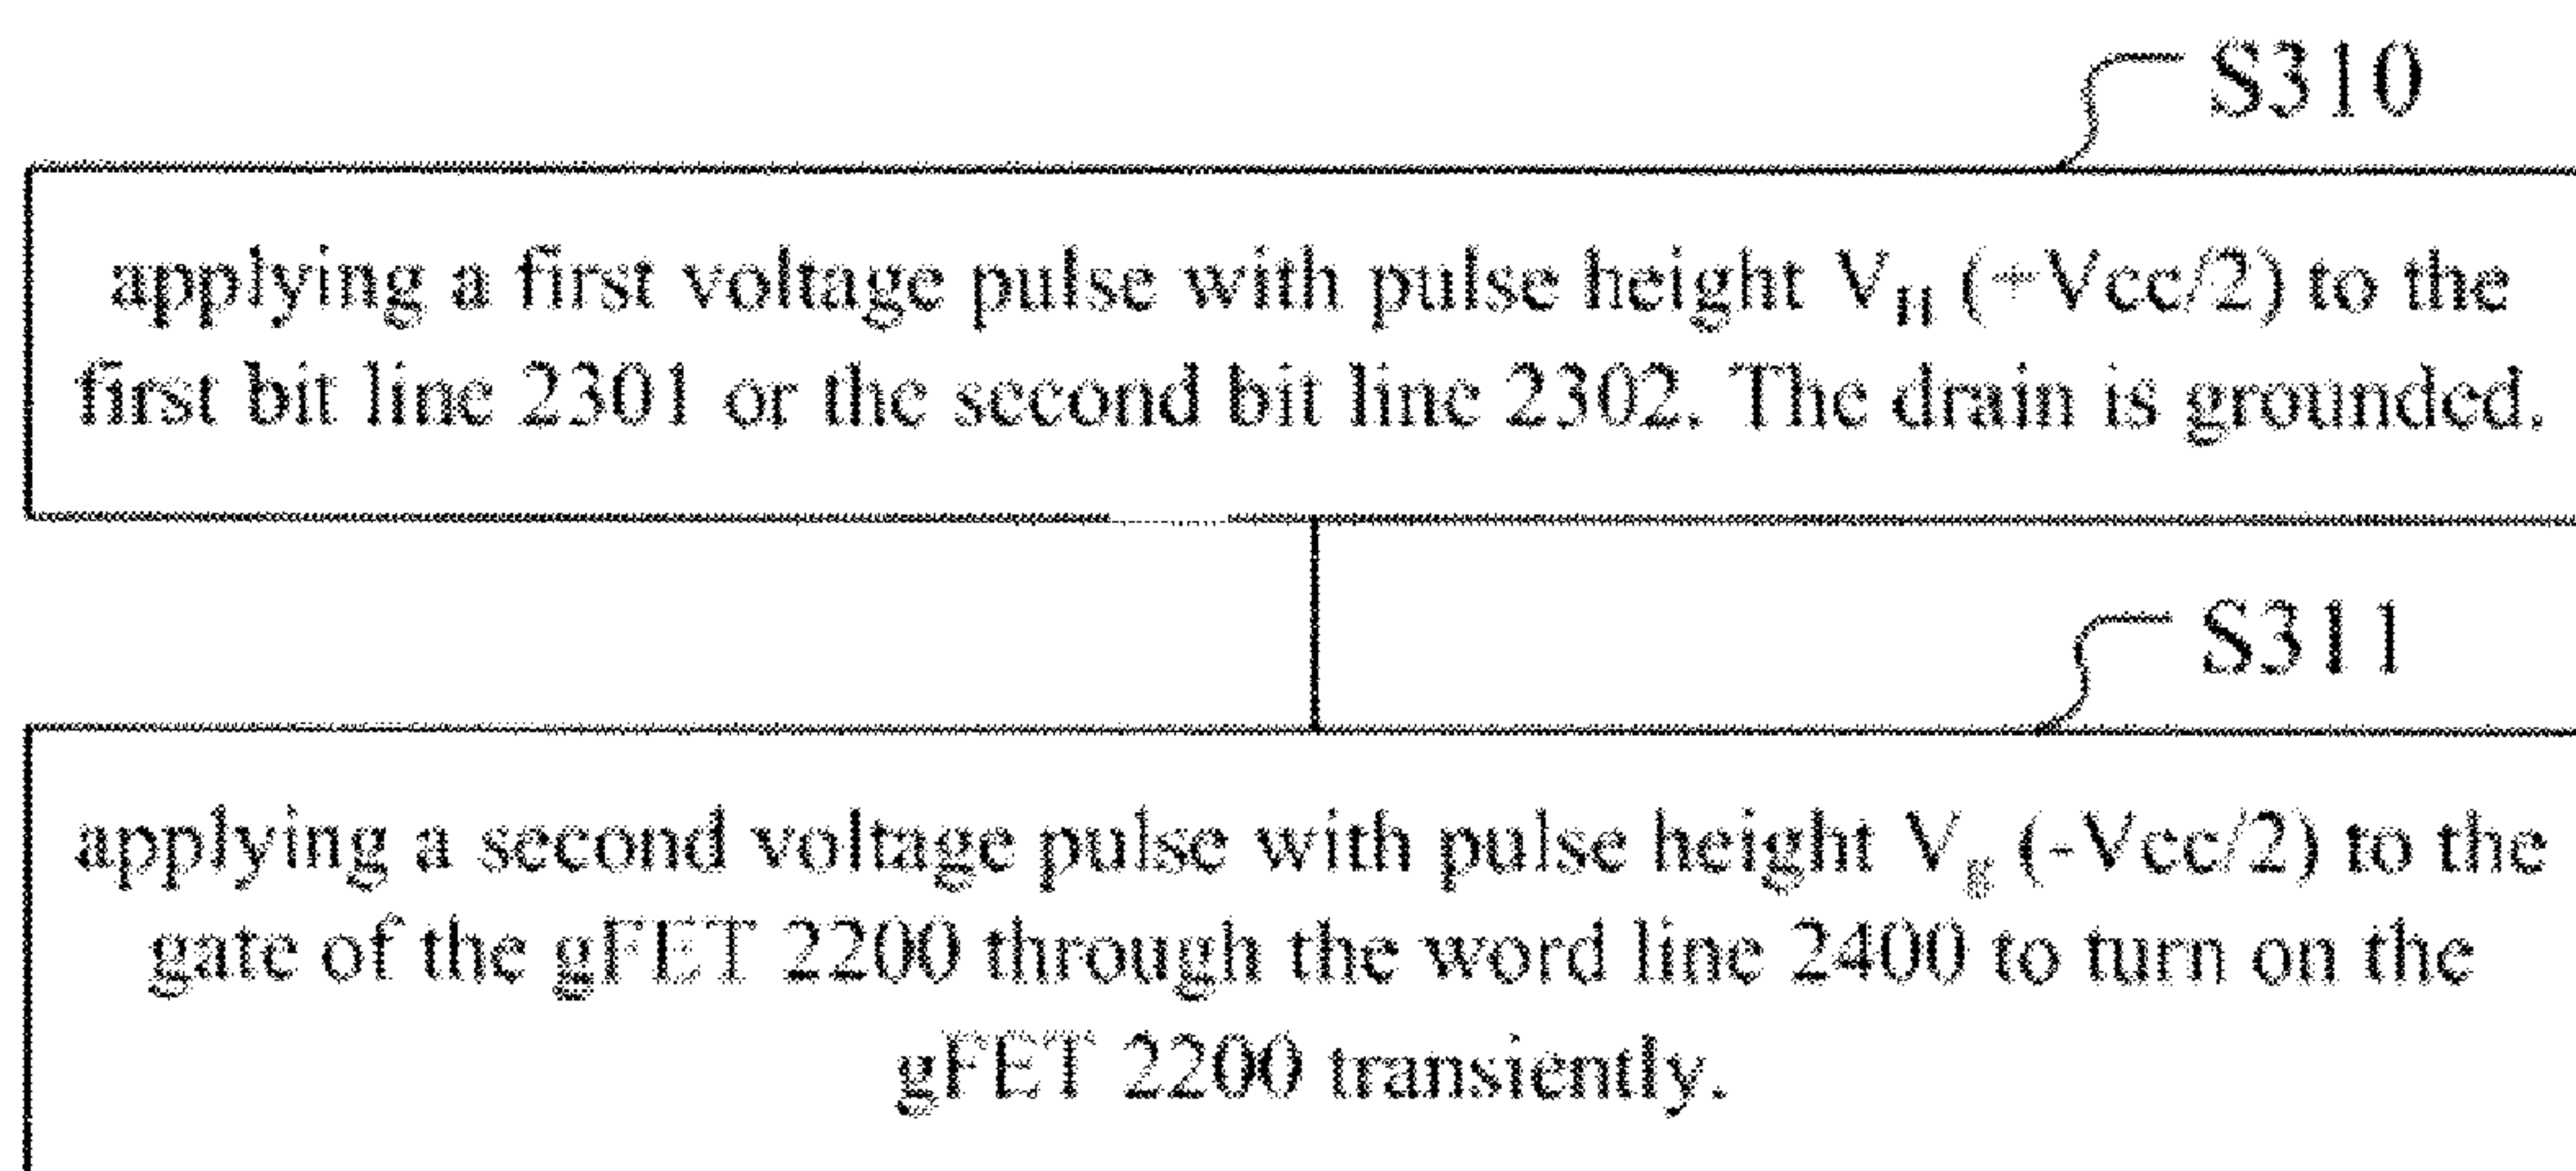 S310
applying a first voltage pulse with pulse height V_H (+Vcc/2) to the
first bit line 2301 or the second bit line 2302. The drain is grounded.
S311
applying a second voltage pulse with pulse height V_g (-Vcc/2) to the
gate of the gFET 2200 through the word line 2400 to turn on the
gFET 2200 transiently.